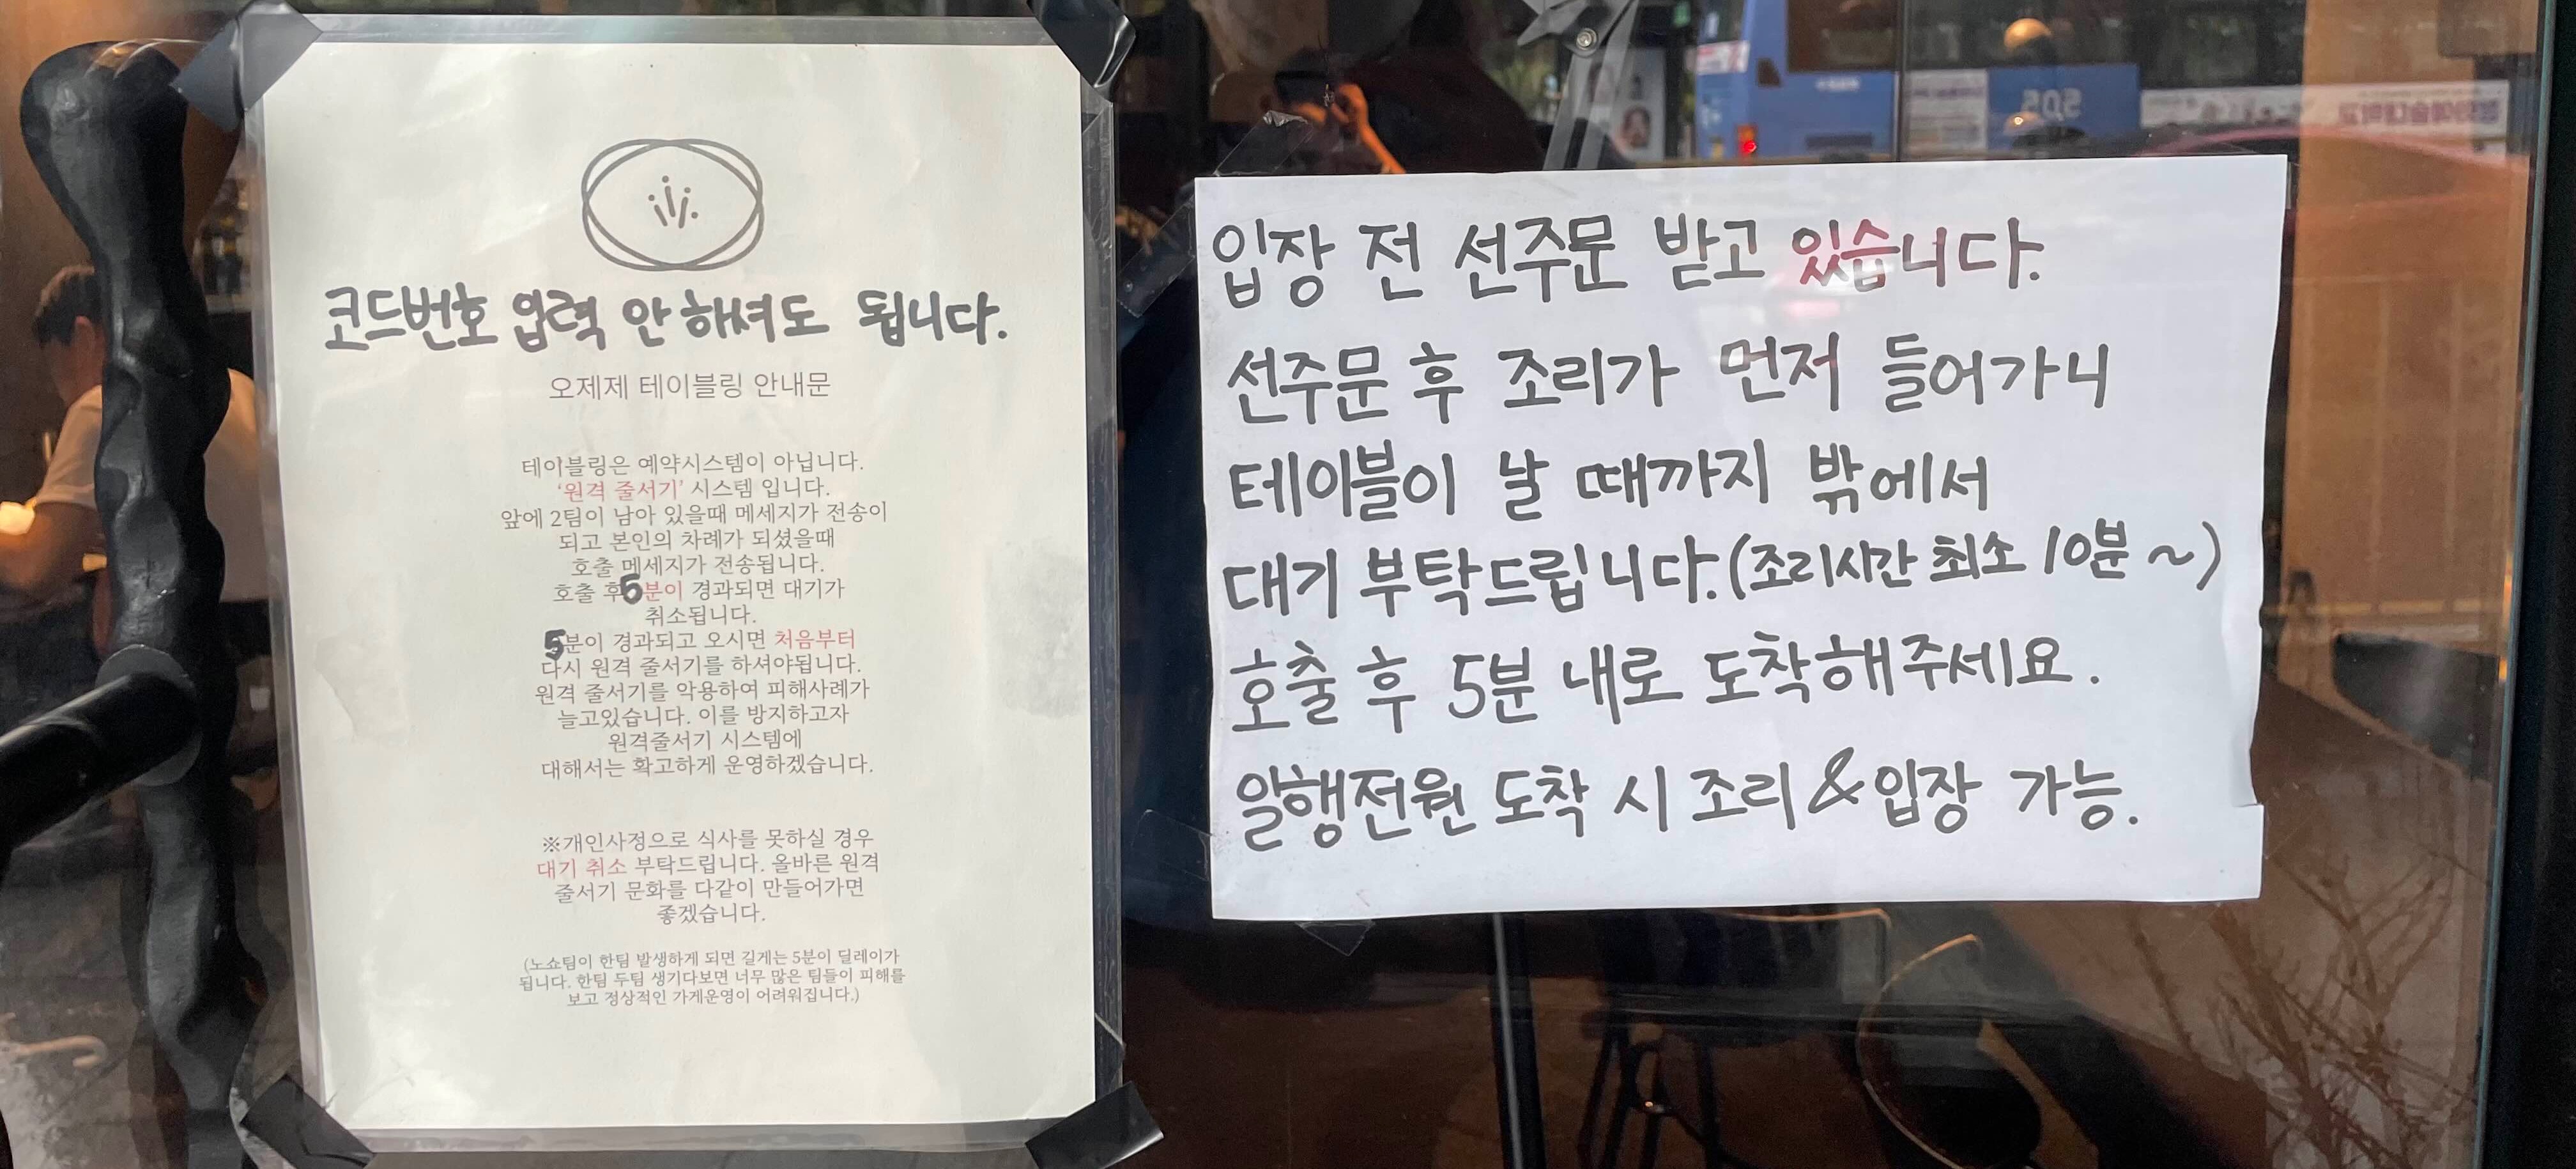 코드번호 입력 안 해셔도 됩니다.
오제제 테이블링 안내문
테이블링은 예약시스템이 아닙니다.
'원격 줄서기' 시스템 입니다.
앞에 2팀이 남아 있을때 메세지가 전송이
되고 본인의 차례가 되셨을때
호출 메세지가 전송됩니다.
호출 후 5분이 경과되면 대기가
취소됩니다.
5분이 경과되고 오시면 처음부터
다시 원격 줄서기를 하셔야됩니다.
원격 줄서기를 악용하여 피해사례가
늘고있습니다. 이를 방지하고자
원격줄서기 시스템에
대해서는 확고하게 운영하겠습니다.
※개인사정으로 식사를 못하실 경우
대기 취소 부탁드립니다. 올바른 원격
줄서기 문화를 다같이 만들어가면
좋겠습니다.
(노쇼팀이 한팀 발생하게 되면 길게는 5분이 딜레이가
됩니다. 한팀 두팀 생기다보면 너무 많은 팀들이 피해를
보고 정상적인 가게운영이 어려워집니다.)
입장 전 선주문 받고 있습니다.
선주문 후 조리가 먼저 들어가니
테이블이 날 때까지 밖에서
대기 부탁드립니다.(조리시간 최소 10분 ~)
호출 후 5분 내로 도착해주세요.
일행전원 도착 시 조리 & 입장 가능.
505